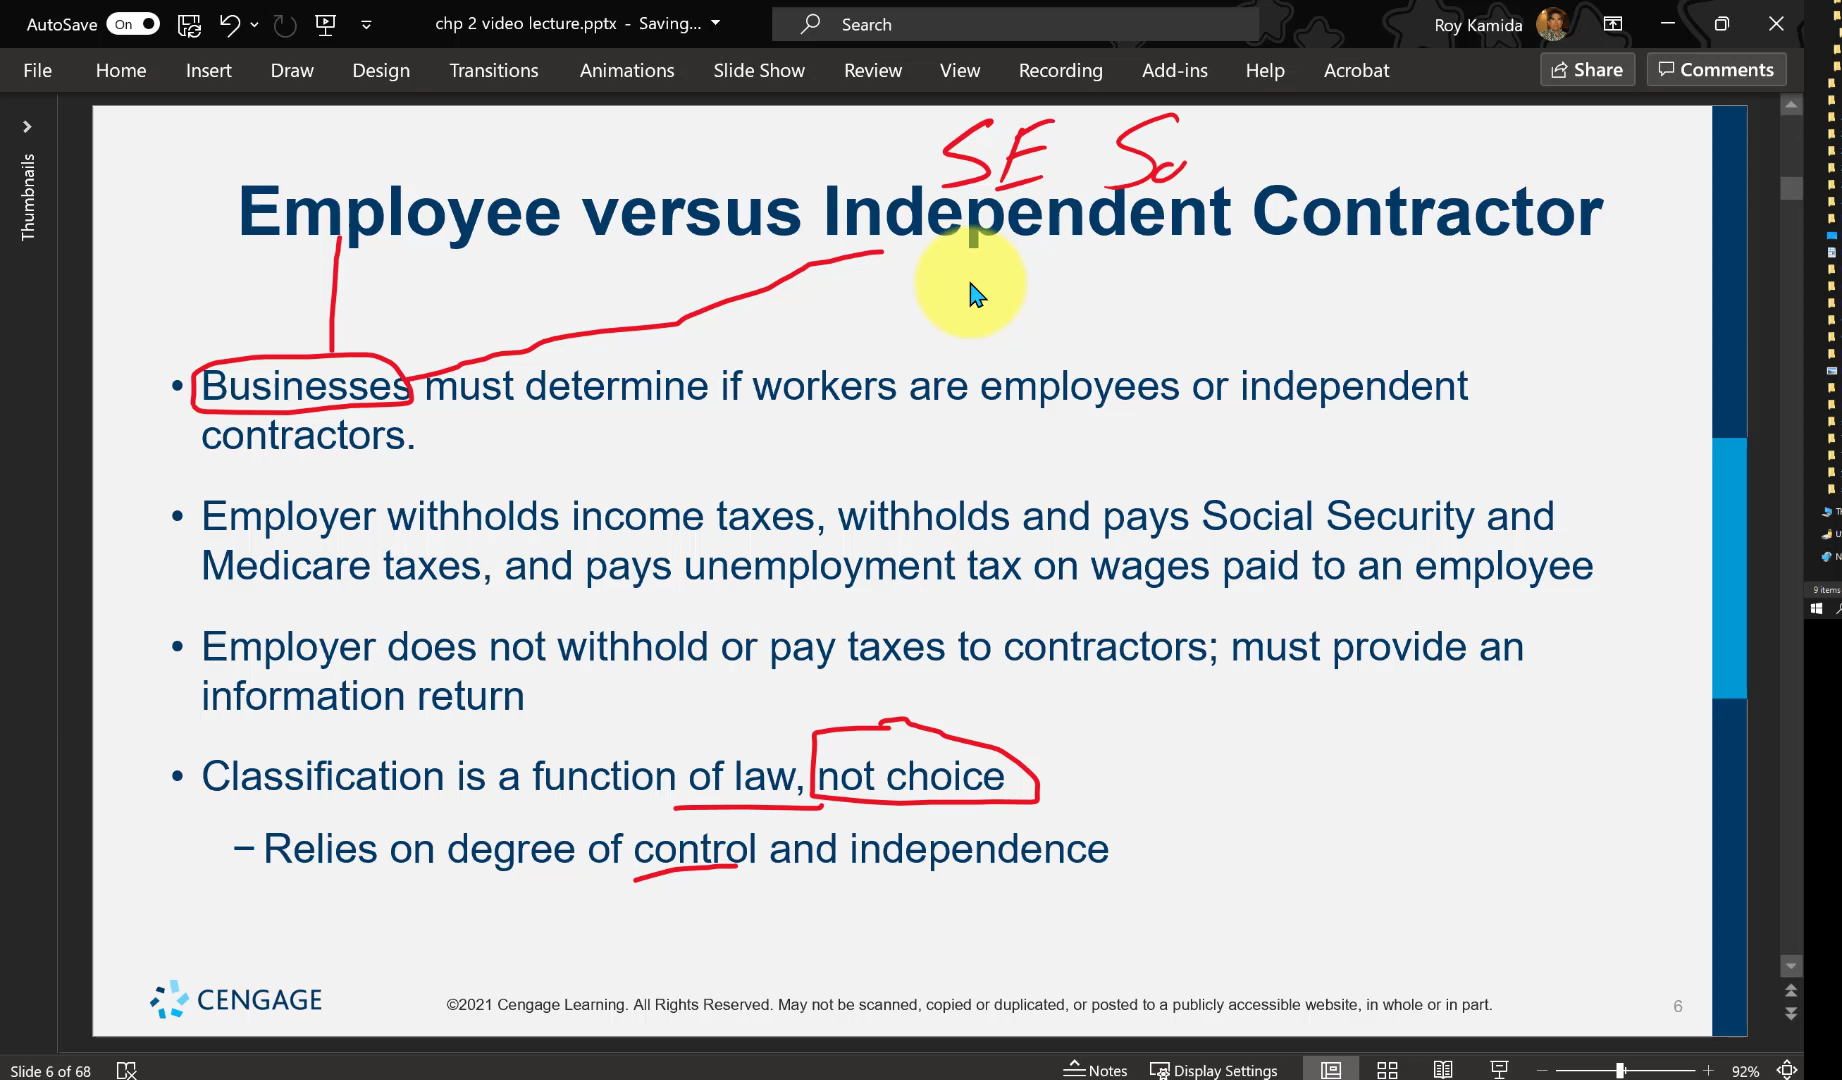 AutoSave On chp 2 video lecture.pptx - Saving... Search Roy Kamida
File Home Insert Draw Design Transitions Animations Slide Show Review View Recording Add-ins Help Acrobat Share Comments
Thumbnails
SE
Employee versus Independent Contractor
• Businesses must determine if workers are employees or independent
contractors.
• Employer withholds income taxes, withholds and pays Social Security and
Medicare taxes, and pays unemployment tax on wages paid to an employee
• Employer does not withhold or pay taxes to contractors; must provide an
information return
• Classification is a function of law, not choice
– Relies on degree of control and independence
CENGAGE
©2021 Cengage Learning. All Rights Reserved. May not be scanned, copied or duplicated, or posted to a publicly accessible website, in whole or in part.
6
9 items
Slide 6 of 68 Notes Display Settings 92%